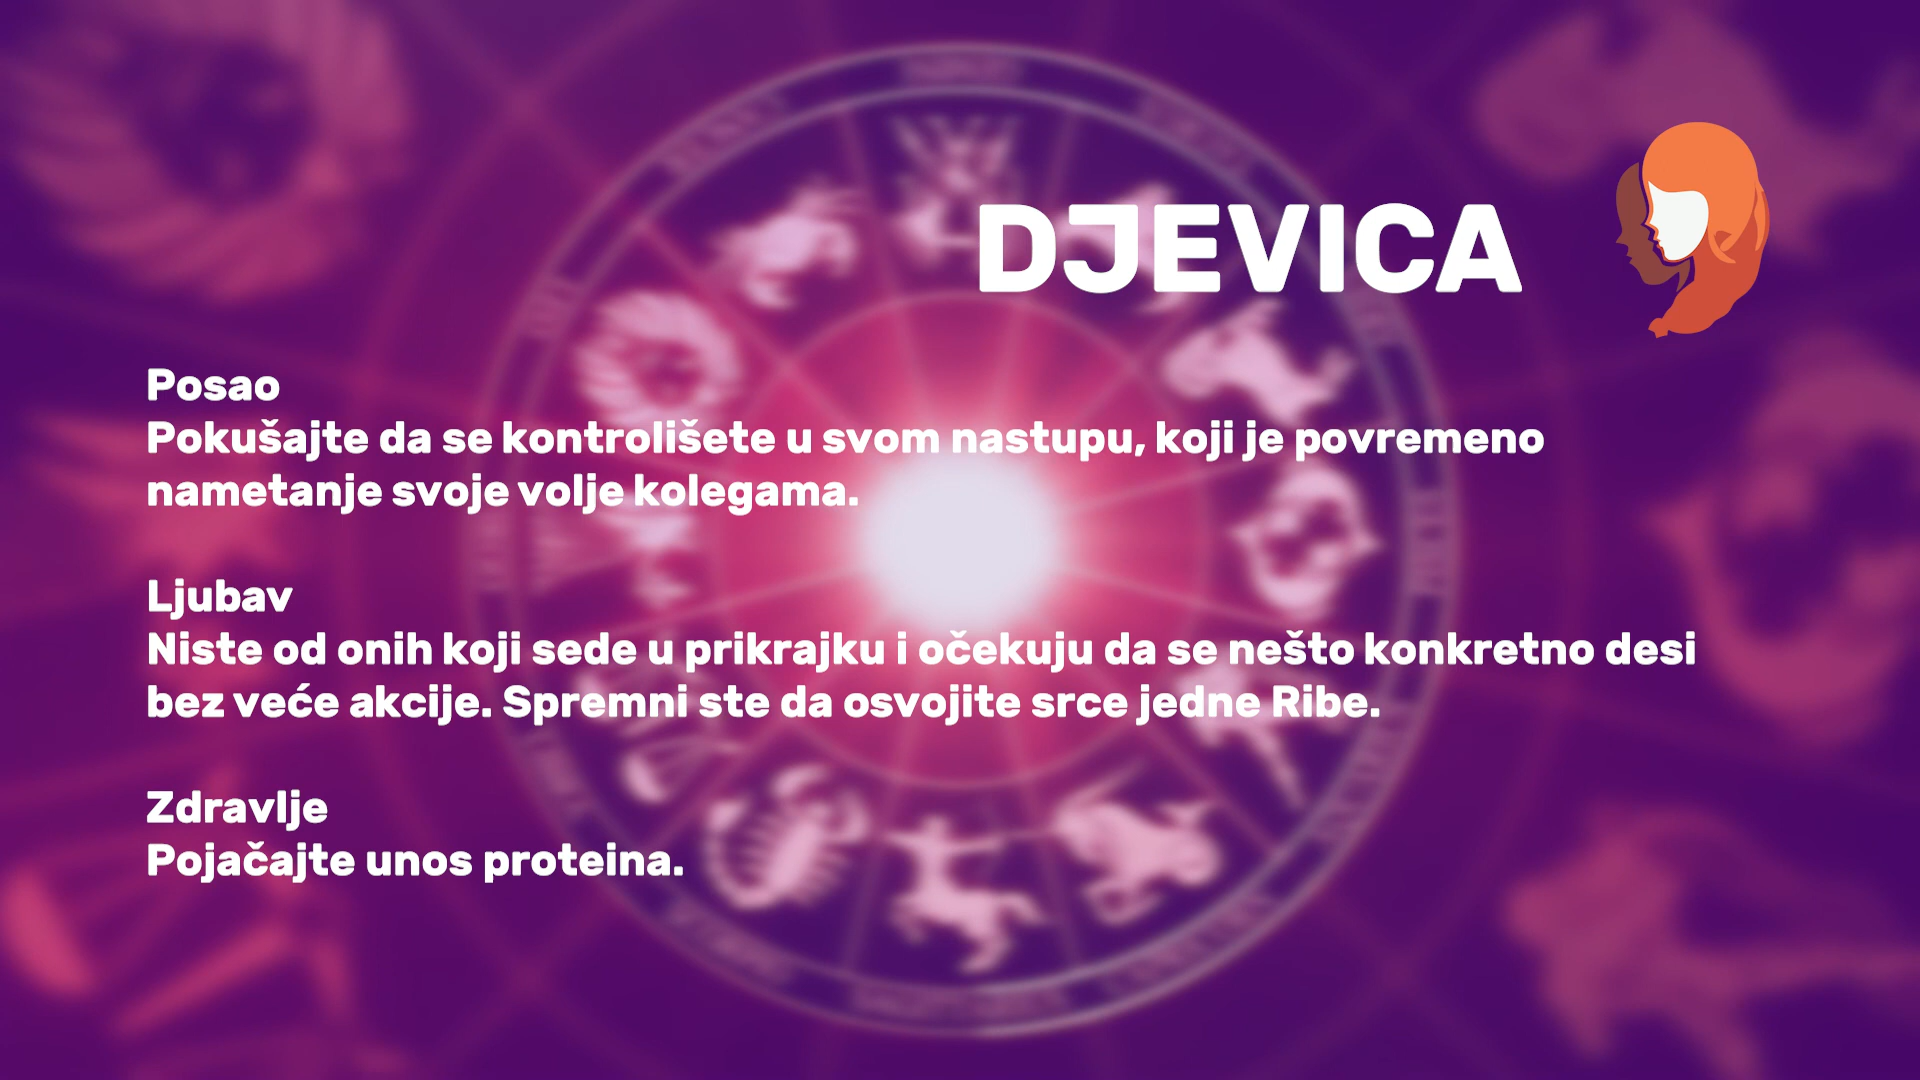 DJEVICA
Posao
Pokušajte da se kontrolišete u svom nastupu, koji je povremeno
nametanje svoje volje kolegama.
Ljubav
Niste od onih koji sede u prikrajku i očekuju da se nešto konkretno desi
bez veće akcije. Spremni ste da osvojite srce jedne Ribe.
Zdravlje
Pojačajte unos proteina.